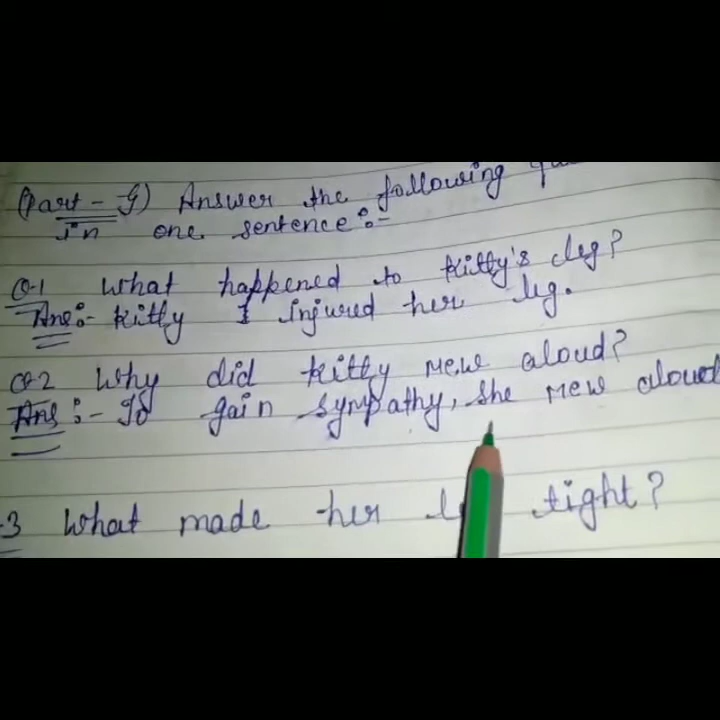 (Part - G) Answer the following
in one sentence:-
Q-1 What happened to Kitty's leg?
Ans:- Kitty I injured her leg.
Q-2 Why did Kitty mew aloud?
Ans:- To gain sympathy, she mew aloud
3 What made her tight?